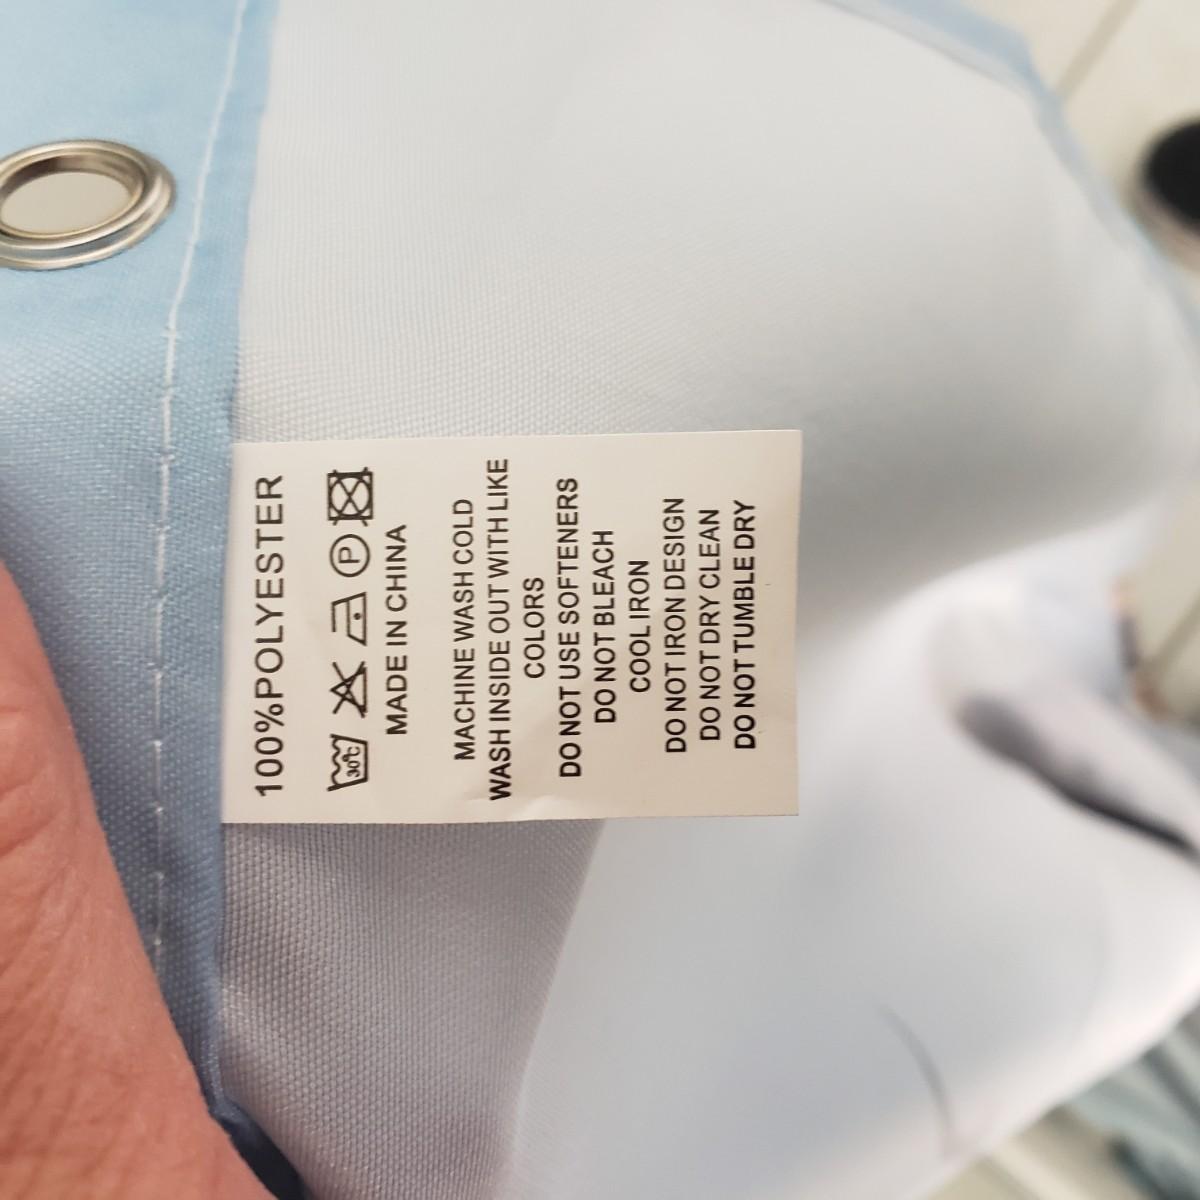 100%POLYESTER
30℃ P
MADE IN CHINA
MACHINE WASH COLD
WASH INSIDE OUT WITH LIKE
COLORS
DO NOT USE SOFTENERS
DO NOT BLEACH
COOL IRON
DO NOT IRON DESIGN
DO NOT DRY CLEAN
DO NOT TUMBLE DRY